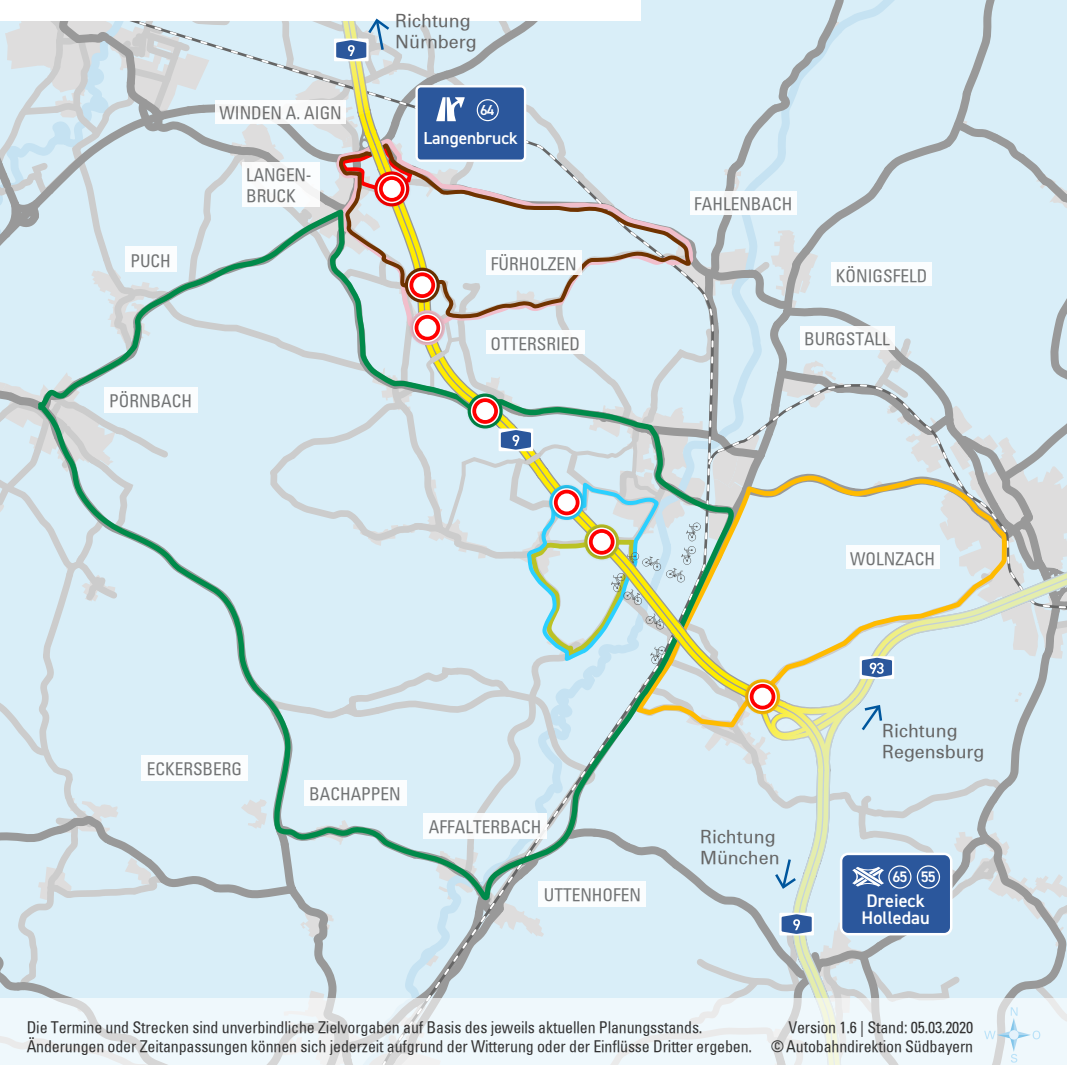 Richtung
Nürnberg
9
WINDEN A. AIGN
64
Langenbruck
LANGEN-
BRUCK
FAHLENBACH
PUCH
FÜRHOLZEN
KÖNIGSFELD
OTTERSRIED
BURGSTALL
PÖRNBACH
9
WOLNZACH
93
Richtung
Regensburg
ECKERSBERG
BACHAPPEN
AFFALTERBACH
Richtung
München
UTTENHOFEN
65 55
Dreieck
Holledau
9
Die Termine und Strecken sind unverbindliche Zielvorgaben auf Basis des jeweils aktuellen Planungsstands.
Änderungen oder Zeitanpassungen können sich jederzeit aufgrund der Witterung oder der Einflüsse Dritter ergeben.
Version 1.6 | Stand: 05.03.2020
© Autobahndirektion Südbayern
N
W O
S